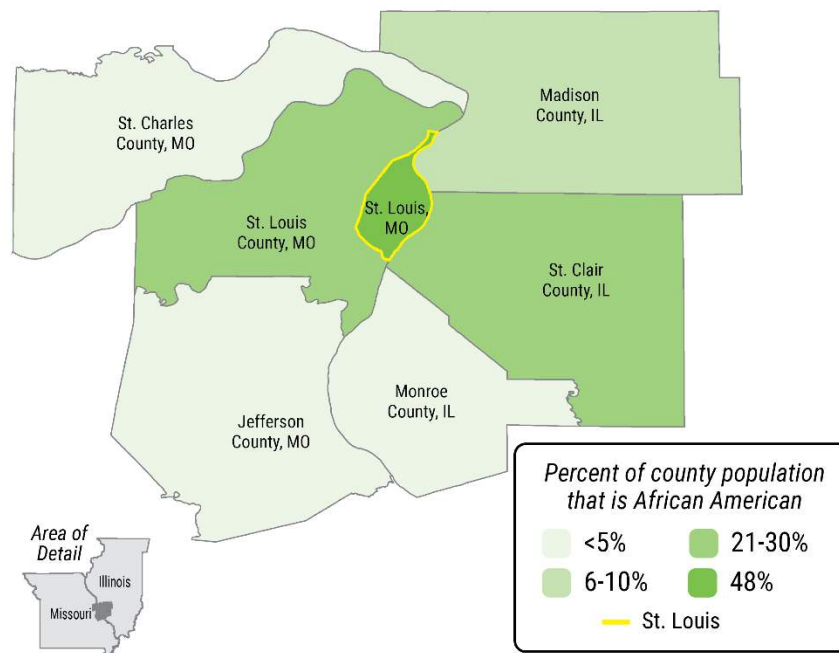 Madison
County, IL
St. Charles
County, MO
St. Louis,
MO
St. Louis
County, MO
St. Clair
County, IL
Monroe
County, IL
Jefferson
County, MO
Percent of county population
that is African American
<5%
21-30%
6-10%
48%
St. Louis
Area of
Detail
Illinois
Missouri